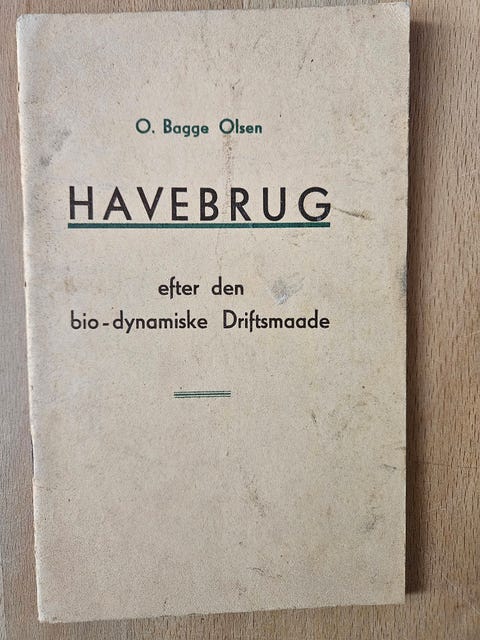 O. Bagge Olsen
HAVEBRUG
efter den
bio-dynamiske Driftsmaade